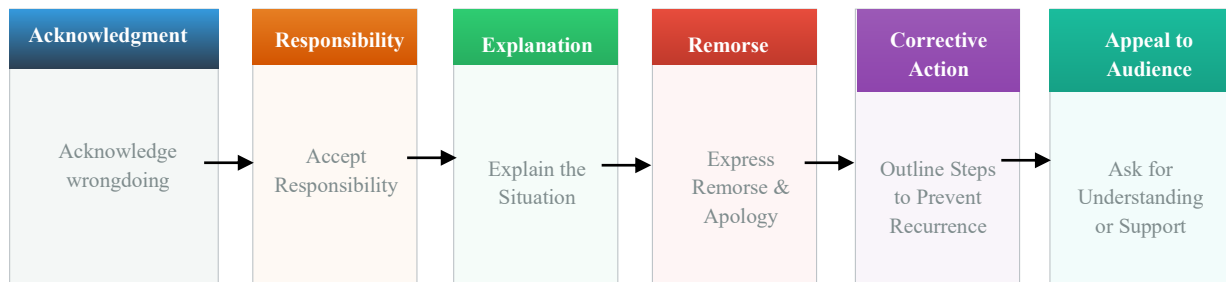 Acknowledgment
Acknowledge
wrongdoing
Responsibility
Accept
Responsibility
Explanation
Explain the
Situation
Remorse
Express
Remorse &
Apology
Corrective
Action
Outline Steps
to Prevent
Recurrence
Appeal to
Audience
Ask for
Understanding
or Support